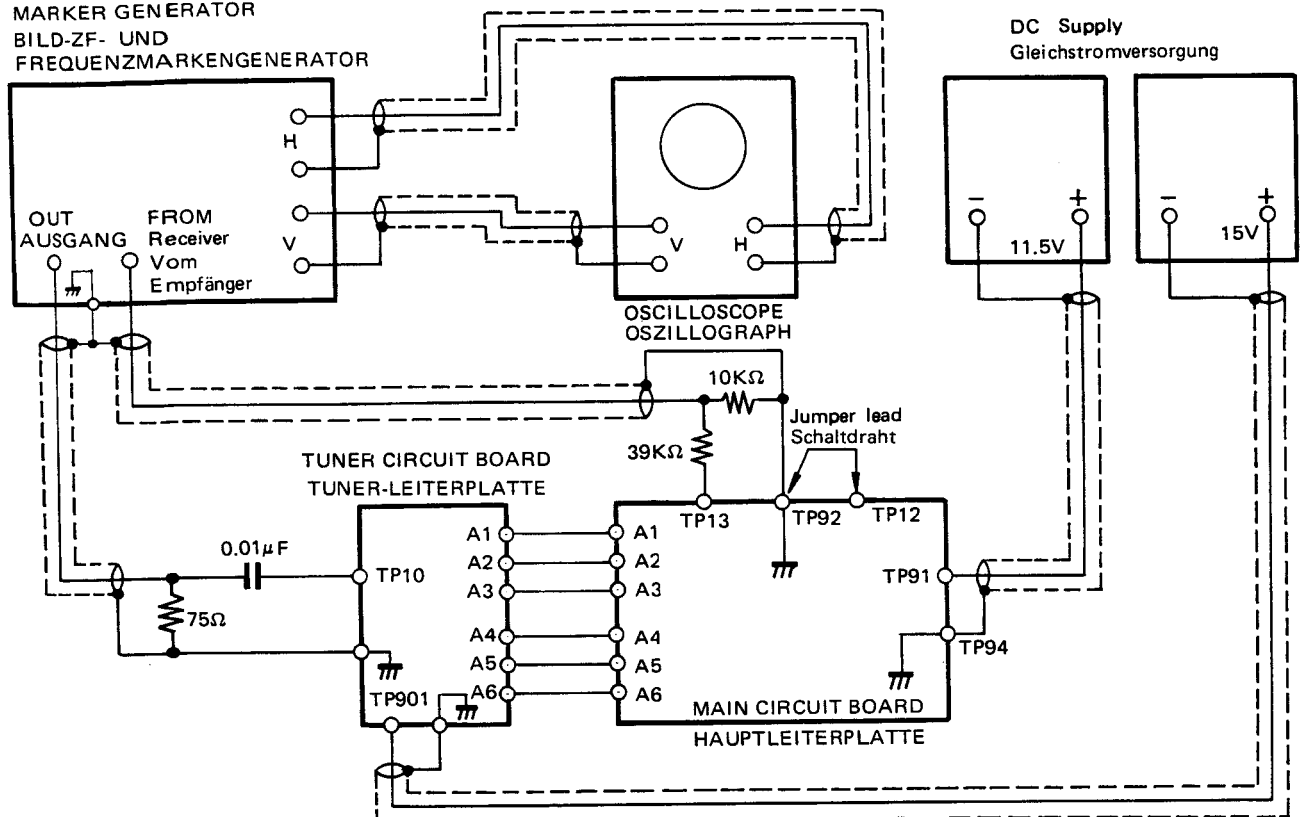 MARKER GENERATOR
BILD-ZF- UND
FREQUENZMARKENGENERATOR
H
V
OUT
AUSGANG
FROM
Receiver
Vom
Empfänger
V
H
OSCILLOSCOPE
OSZILLOGRAPH
DC Supply
Gleichstromversorgung
−
+
11.5V
−
+
15V
10KΩ
39KΩ
Jumper lead
Schaltdraht
TUNER CIRCUIT BOARD
TUNER-LEITERPLATTE
0.01μF
75Ω
TP10
TP901
A1
A2
A3
A4
A5
A6
A1
A2
A3
A4
A5
A6
TP13
TP92
TP12
TP91
TP94
MAIN CIRCUIT BOARD
HAUPTLEITERPLATTE